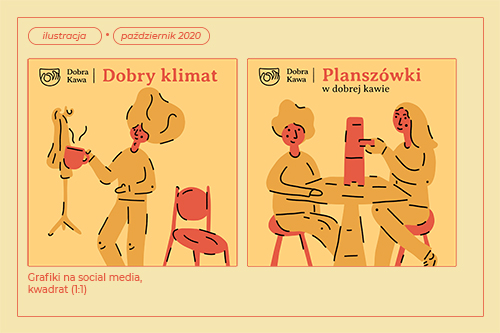 ilustracja * październik 2020
Dobra
Kawa
Dobry klimat
Dobra
Kawa
Planszówki
w dobrej kawie
Grafiki na social media,
kwadrat (1:1)